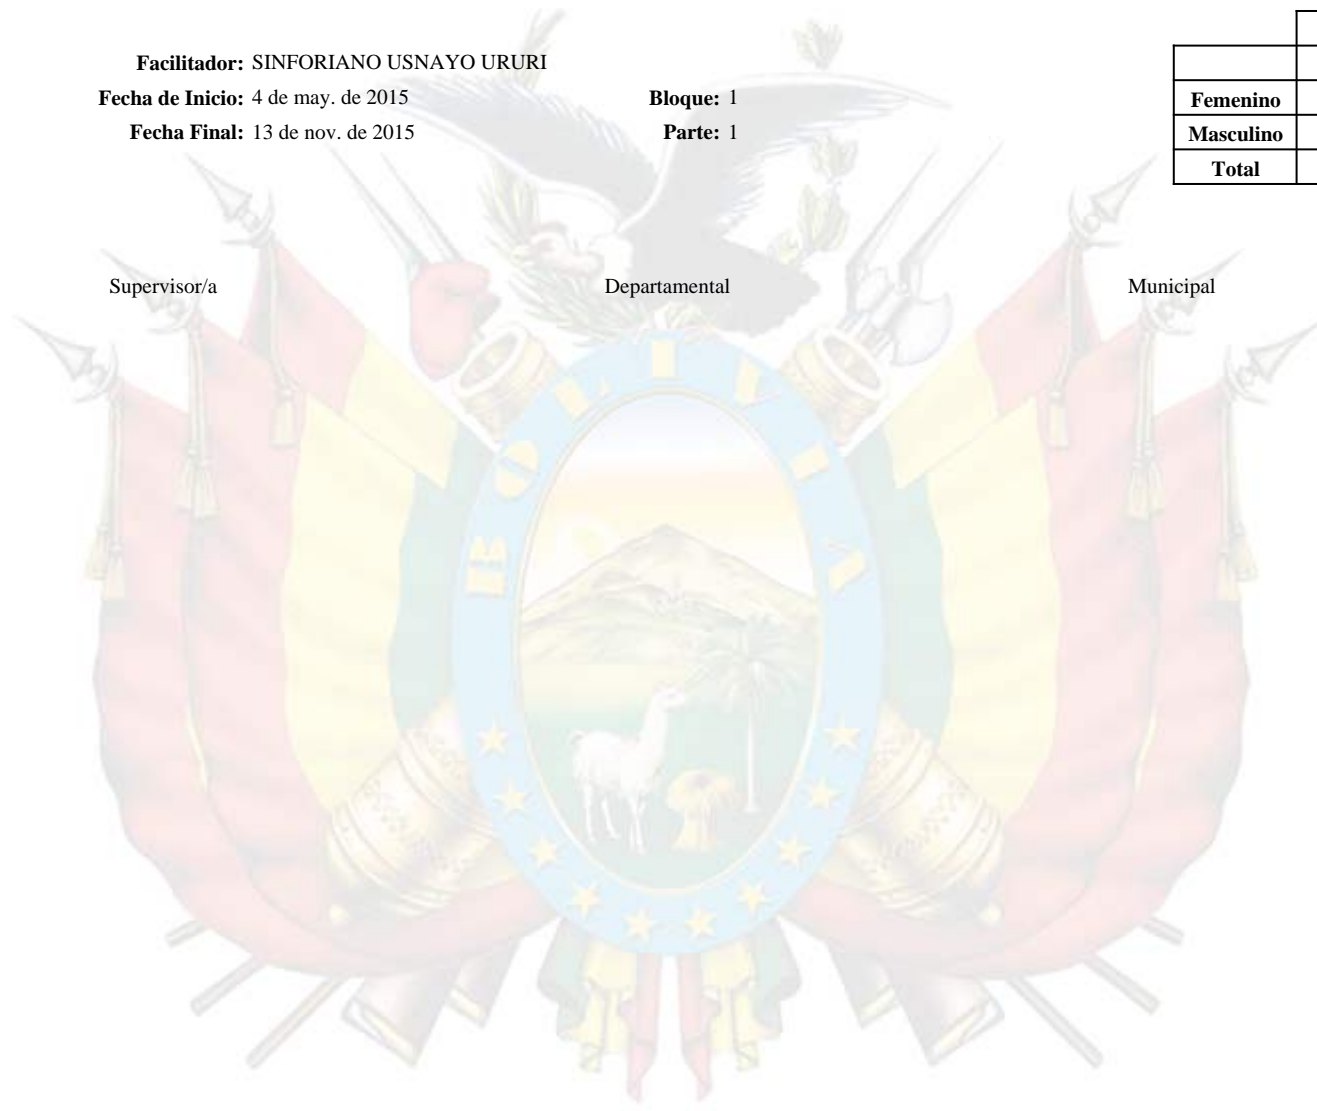 Facilitador: SINFORIANO USNAYO URURI
Fecha de Inicio: 4 de may. de 2015 Bloque: 1
Femenino
Fecha Final: 13 de nov. de 2015 Parte: 1
Masculino
Total
Supervisor/a Departamental Municipal
BOLIVIA